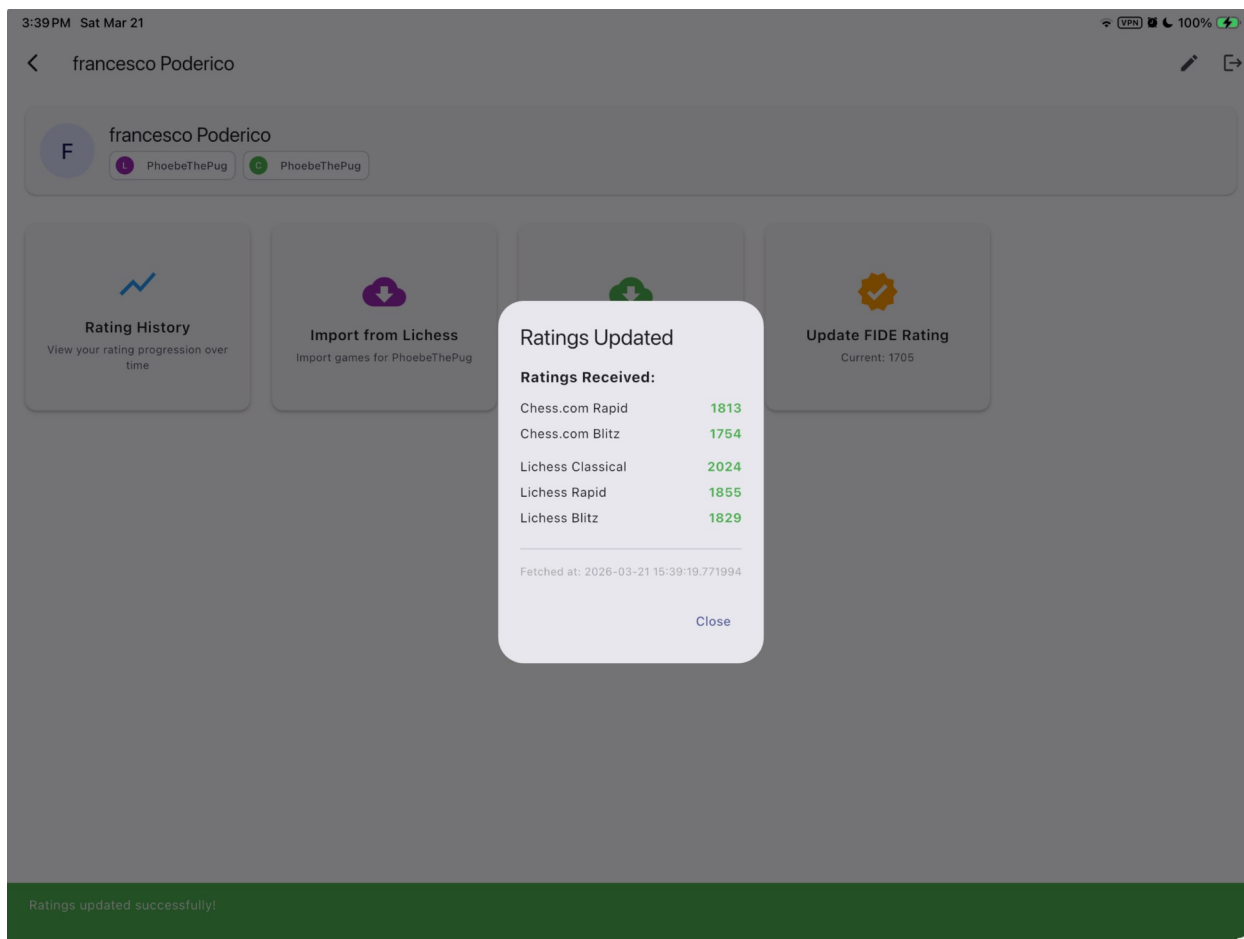 3:39 PM Sat Mar 21
VPN 100%
francesco Poderico
F
francesco Poderico
L PhoebeThePug C PhoebeThePug
Rating History
View your rating progression over
time
Import from Lichess
Import games for PhoebeThePug
Update FIDE Rating
Current: 1705
Ratings Updated
Ratings Received:
Chess.com Rapid 1813
Chess.com Blitz 1754
Lichess Classical 2024
Lichess Rapid 1855
Lichess Blitz 1829
Fetched at: 2026-03-21 15:39:19.771994
Close
Ratings updated successfully!